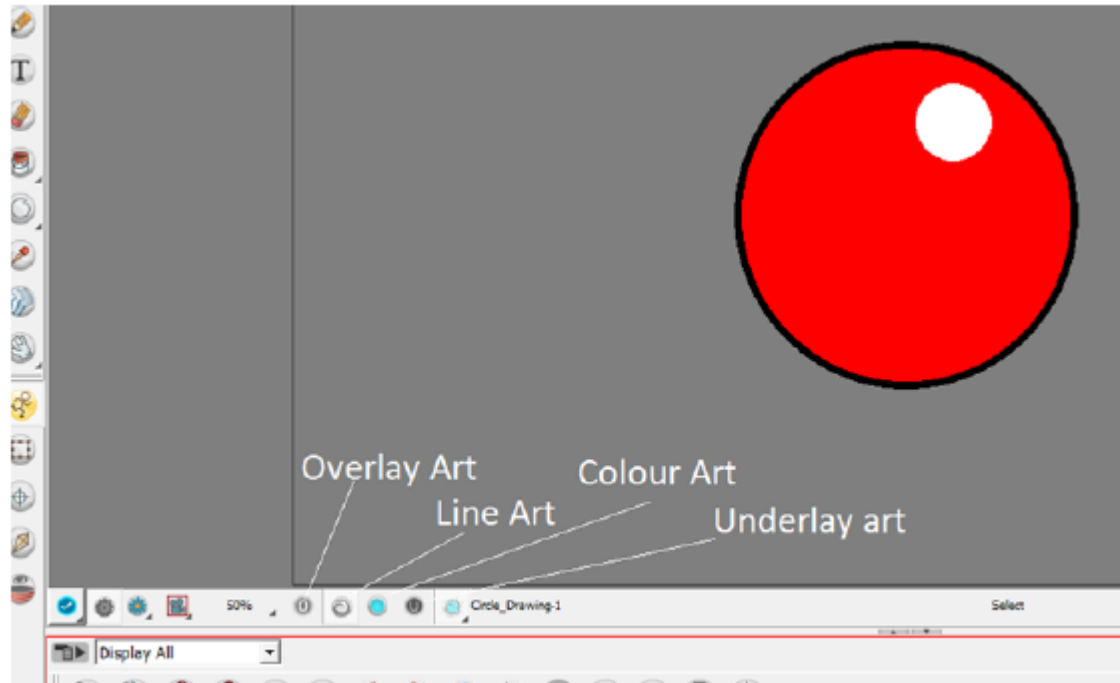 T
Overlay Art
Colour Art
Line Art
Underlay art
50%
Circle_Drawing-1
Select
Display All